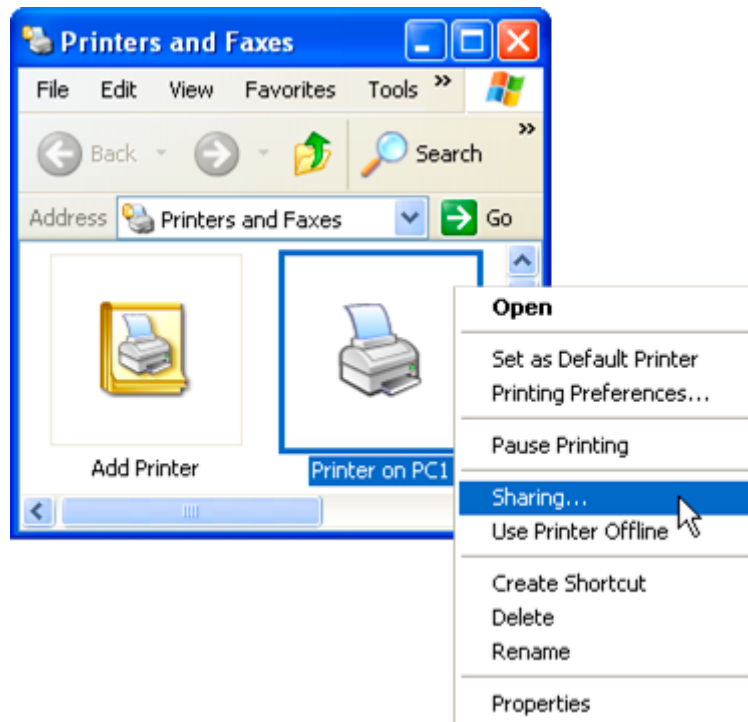 Printers and Faxes
File Edit View Favorites Tools »
Back Search »
Address Printers and Faxes Go
Add Printer
Printer on PC1
Open
Set as Default Printer
Printing Preferences...
Pause Printing
Sharing...
Use Printer Offline
Create Shortcut
Delete
Rename
Properties